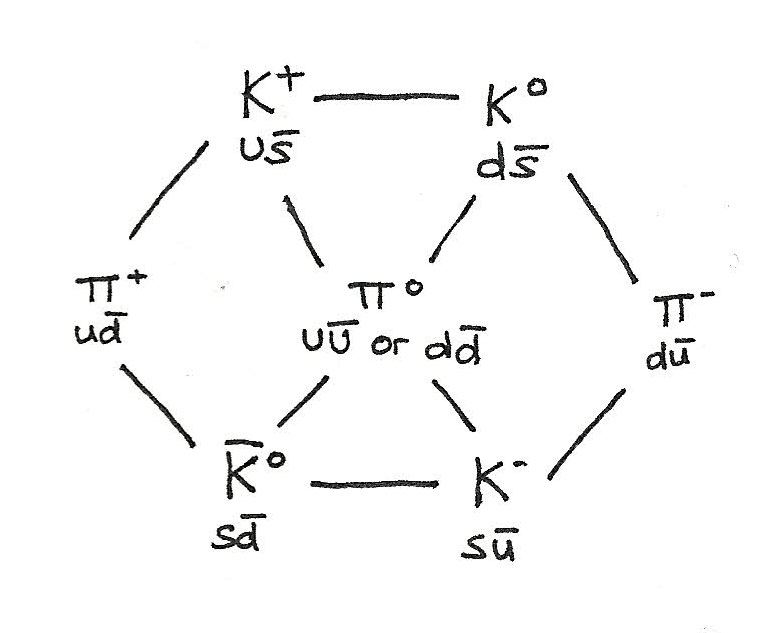 K⁺ K⁰
us̄ ds̄
π⁺ π⁰ π⁻
ud̄ uū or dd̄ dū
K̄⁰ K⁻
sd̄ sū